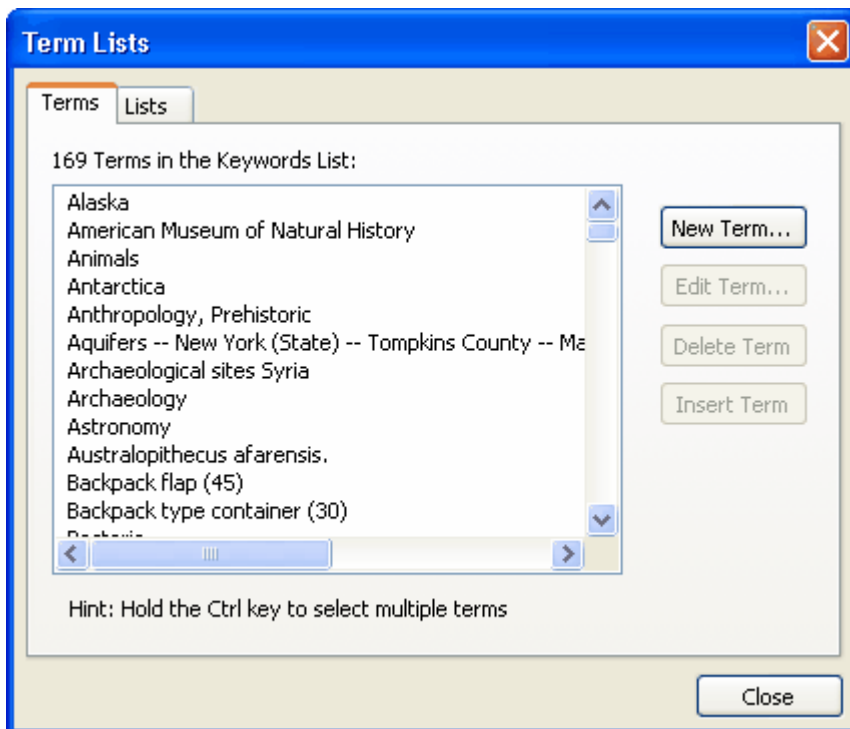 Term Lists
Terms
Lists
169 Terms in the Keywords List:
Alaska
American Museum of Natural History
Animals
Antarctica
Anthropology, Prehistoric
Aquifers -- New York (State) -- Tompkins County -- Ma
Archaeological sites Syria
Archaeology
Astronomy
Australopithecus afarensis.
Backpack flap (45)
Backpack type container (30)
New Term...
Edit Term...
Delete Term
Insert Term
Hint: Hold the Ctrl key to select multiple terms
Close